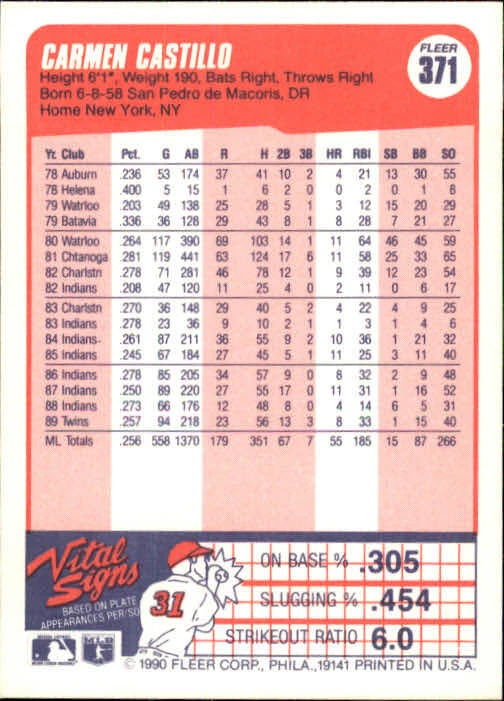 CARMEN CASTILLO
FLEER
371
Height 6'1", Weight 190, Bats Right, Throws Right
Born 6-8-58 San Pedro de Macoris, DR
Home New York, NY
Yr. Club Pct. G AB R H 2B 3B HR RBI SB BB SO
78 Auburn .236 53 174 37 41 10 2 4 21 13 30 55
78 Helena .400 5 15 1 6 2 0 0 2 0 1 8
79 Watrloo .203 49 138 25 28 5 1 3 12 15 20 29
79 Batavia .336 36 128 29 43 8 1 8 28 7 21 27
80 Watrloo .264 117 390 69 103 14 1 11 64 46 45 59
81 Chtanoga .281 119 441 63 124 17 6 11 58 25 33 65
82 Charlstn .278 71 281 46 78 12 1 9 39 12 23 54
82 Indians .208 47 120 11 25 4 0 2 11 0 6 17
83 Charlstn .270 36 148 29 40 5 2 4 22 4 9 25
83 Indians .278 23 36 9 10 2 1 1 3 1 4 6
84 Indians .261 87 211 36 55 9 2 10 36 1 21 32
85 Indians .245 67 184 27 45 5 1 11 25 3 11 40
86 Indians .278 85 205 34 57 9 0 8 32 2 9 48
87 Indians .250 89 220 27 55 17 0 11 31 1 16 52
88 Indians .273 66 176 12 48 8 0 4 14 6 5 31
89 Twins .257 94 218 23 56 13 3 8 33 1 15 40
ML Totals .256 558 1370 179 351 67 7 55 185 15 87 266
Vital Signs
BASED ON PLATE
APPEARANCES PER/SO
31
ON BASE % .305
SLUGGING % .454
STRIKEOUT RATIO 6.0
MLB
© 1990 FLEER CORP., PHILA., 19141 PRINTED IN U.S.A.